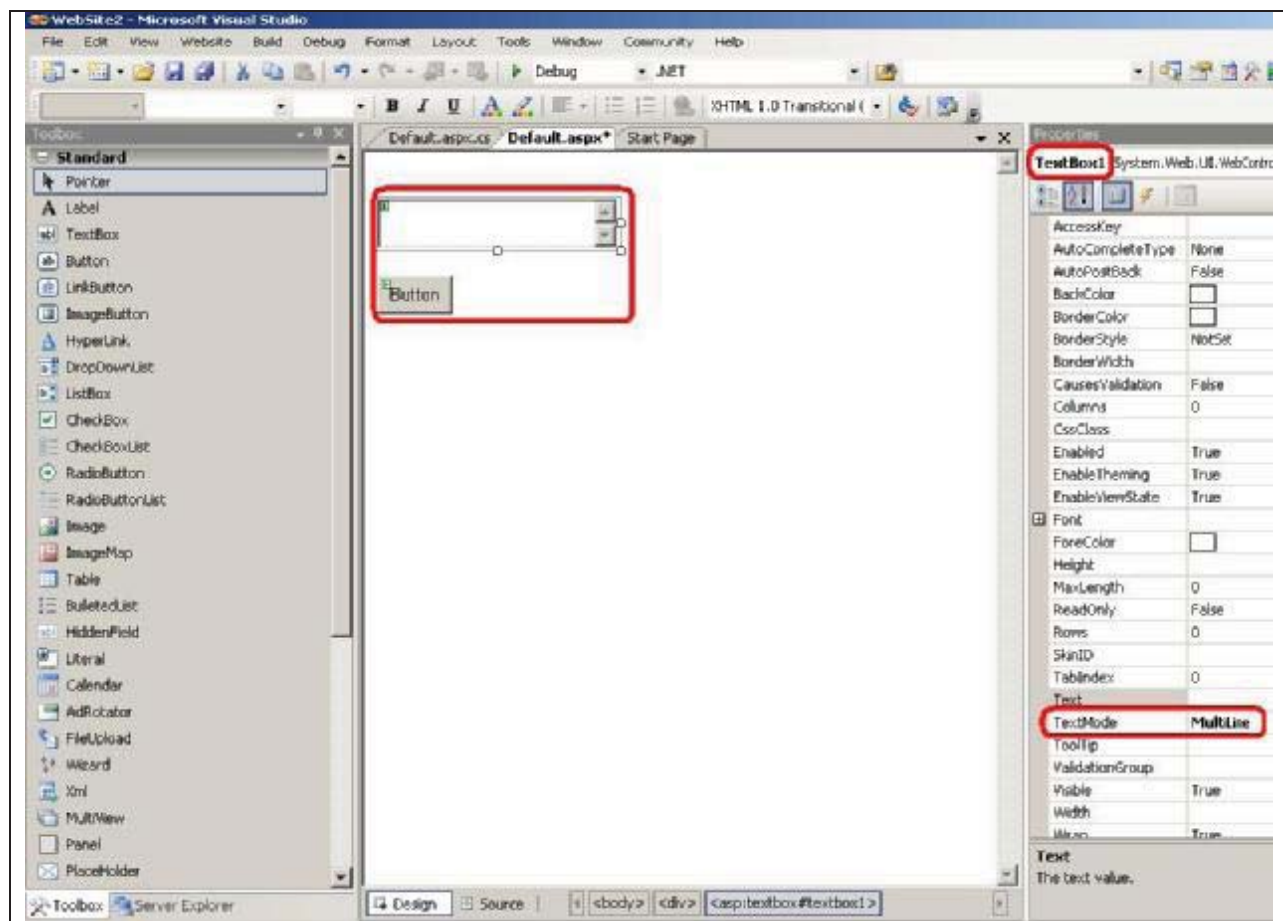 WebSite2 - Microsoft Visual Studio
File Edit View Website Build Debug Format Layout Tools Window Community Help
Debug .NET
B I U A XHTML 1.0 Transitional (
Toolbox
Standard
Pointer
Label
TextBox
Button
LinkButton
ImageButton
HyperLink
DropDownList
ListBox
CheckBox
CheckBoxList
RadioButton
RadioButtonList
Image
ImageMap
Table
BulletedList
HiddenField
Literal
Calendar
AdRotator
FileUpload
Wizard
Xml
MultiView
Panel
PlaceHolder
Toolbox Server Explorer
Default.aspx.cs Default.aspx* Start Page
Button
Design Source <body> <div> <asp:textbox#textbox1>
Properties
TextBox1 System.Web.UI.WebContro
AccessKey
AutoCompleteType None
AutoPostBack False
BackColor
BorderColor
BorderStyle NotSet
BorderWidth
CausesValidation False
Columns 0
CssClass
Enabled True
EnableTheming True
EnableViewState True
Font
ForeColor
Height
MaxLength 0
ReadOnly False
Rows 0
SkinID
TabIndex 0
Text
TextMode MultiLine
ToolTip
ValidationGroup
Visible True
Width
Wrap True
Text
The text value.